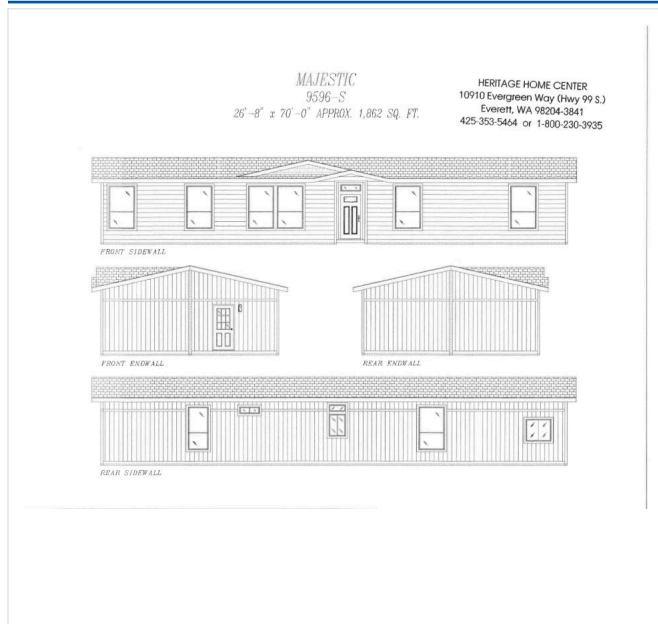 MAJESTIC
9596-S
26'-8" x 70'-0" APPROX. 1,862 SQ. FT.
HERITAGE HOME CENTER
10910 Evergreen Way (Hwy 99 S.)
Everett, WA 98204-3841
425-353-5464 or 1-800-230-3935
FRONT SIDEWALL
FRONT ENDWALL
REAR ENDWALL
REAR SIDEWALL